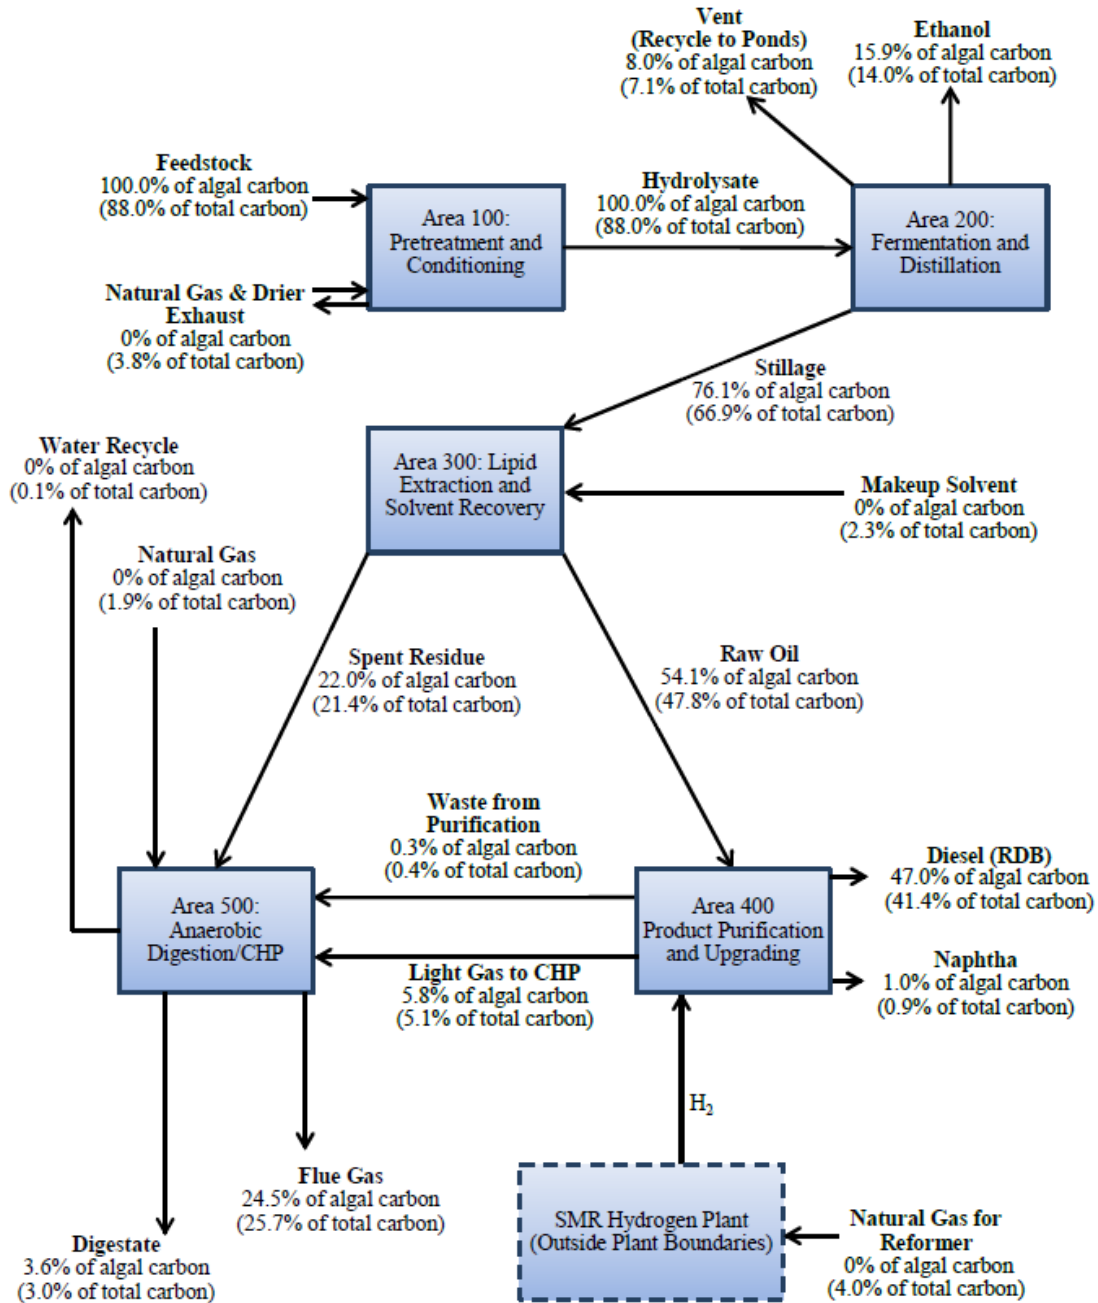 Vent
(Recycle to Ponds)
8.0% of algal carbon
(7.1% of total carbon)
Ethanol
15.9% of algal carbon
(14.0% of total carbon)
Feedstock
100.0% of algal carbon
(88.0% of total carbon)
Area 100:
Pretreatment and
Conditioning
Hydrolysate
100.0% of algal carbon
(88.0% of total carbon)
Area 200:
Fermentation and
Distillation
Natural Gas & Drier
Exhaust
0% of algal carbon
(3.8% of total carbon)
Stillage
76.1% of algal carbon
(66.9% of total carbon)
Water Recycle
0% of algal carbon
(0.1% of total carbon)
Area 300: Lipid
Extraction and
Solvent Recovery
Makeup Solvent
0% of algal carbon
(2.3% of total carbon)
Natural Gas
0% of algal carbon
(1.9% of total carbon)
Spent Residue
22.0% of algal carbon
(21.4% of total carbon)
Raw Oil
54.1% of algal carbon
(47.8% of total carbon)
Waste from
Purification
0.3% of algal carbon
(0.4% of total carbon)
Area 500:
Anaerobic
Digestion/CHP
Area 400
Product Purification
and Upgrading
Diesel (RDB)
47.0% of algal carbon
(41.4% of total carbon)
Light Gas to CHP
5.8% of algal carbon
(5.1% of total carbon)
Naphtha
1.0% of algal carbon
(0.9% of total carbon)
H2
Flue Gas
24.5% of algal carbon
(25.7% of total carbon)
Digestate
3.6% of algal carbon
(3.0% of total carbon)
SMR Hydrogen Plant
(Outside Plant Boundaries)
Natural Gas for
Reformer
0% of algal carbon
(4.0% of total carbon)